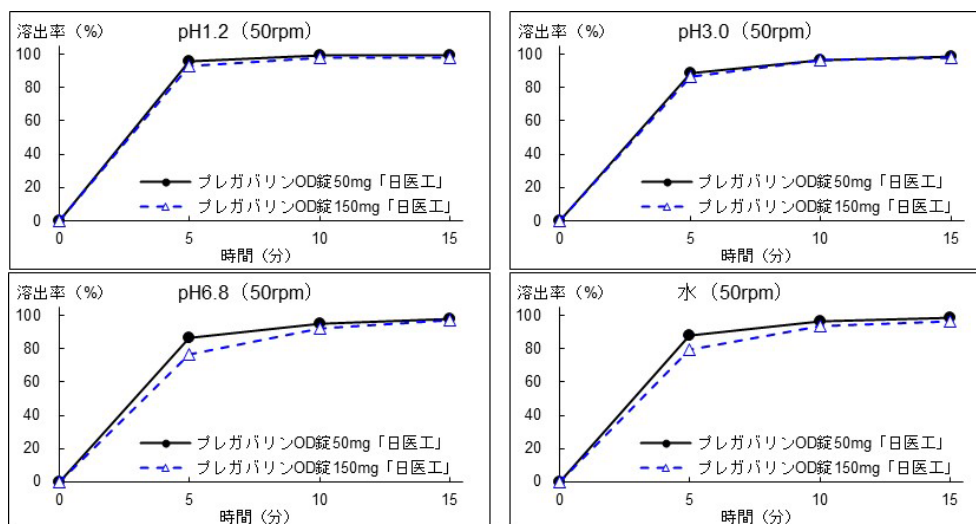 溶出率（%） pH1.2（50rpm）
100
80
60
40
20
0
プレガバリンOD錠50mg「日医工」
プレガバリンOD錠150mg「日医工」
0 5 10 15
時間（分）
溶出率（%） pH3.0（50rpm）
100
80
60
40
20
0
プレガバリンOD錠50mg「日医工」
プレガバリンOD錠150mg「日医工」
0 5 10 15
時間（分）
溶出率（%） pH6.8（50rpm）
100
80
60
40
20
0
プレガバリンOD錠50mg「日医工」
プレガバリンOD錠150mg「日医工」
0 5 10 15
時間（分）
溶出率（%） 水（50rpm）
100
80
60
40
20
0
プレガバリンOD錠50mg「日医工」
プレガバリンOD錠150mg「日医工」
0 5 10 15
時間（分）